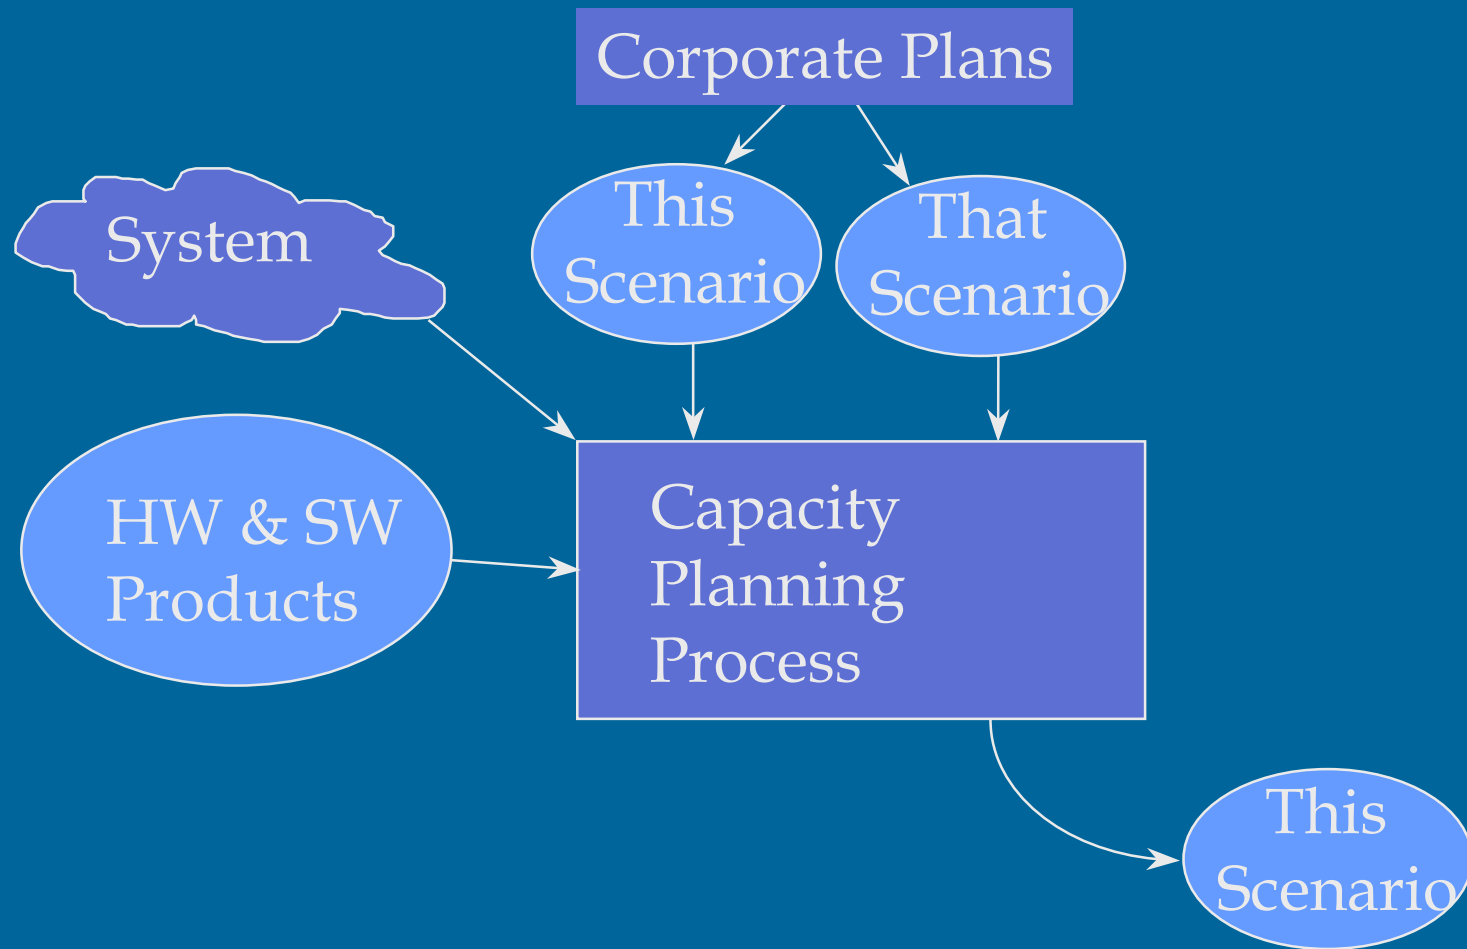 Corporate Plans
This
Scenario
That
Scenario
System
HW & SW
Products
Capacity
Planning
Process
This
Scenario